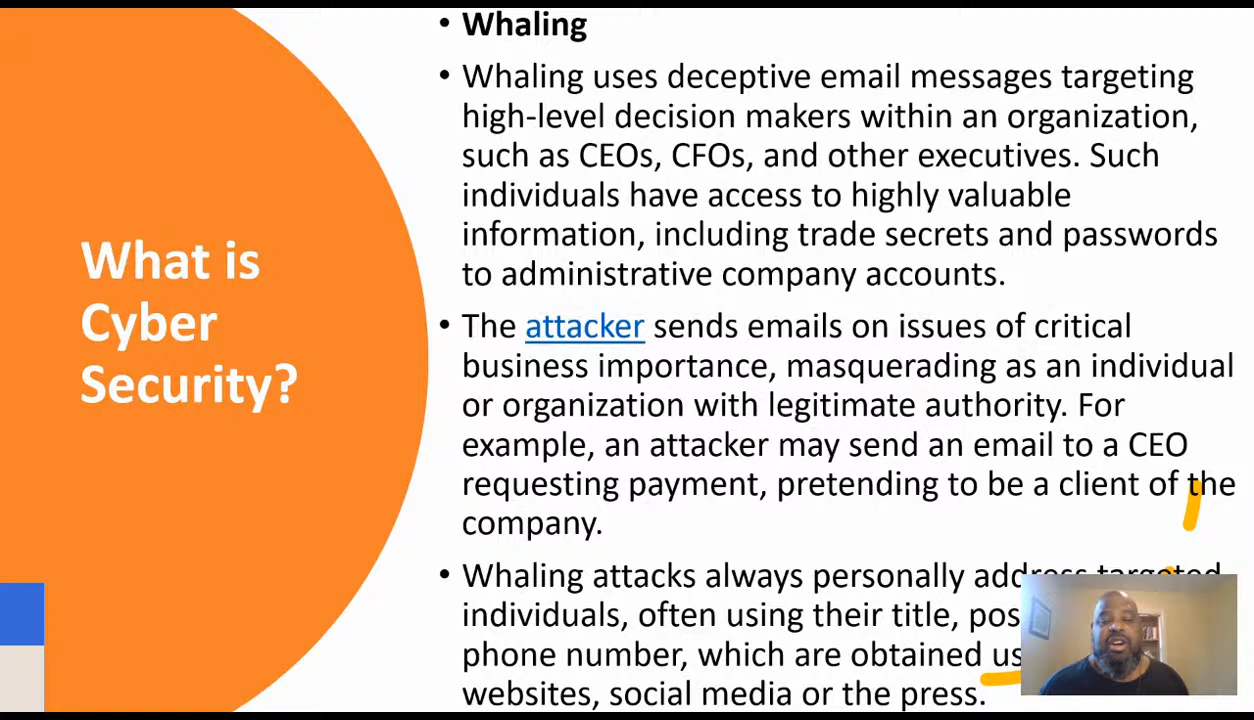 What is
Cyber
Security?
• Whaling
• Whaling uses deceptive email messages targeting
high-level decision makers within an organization,
such as CEOs, CFOs, and other executives. Such
individuals have access to highly valuable
information, including trade secrets and passwords
to administrative company accounts.
• The attacker sends emails on issues of critical
business importance, masquerading as an individual
or organization with legitimate authority. For
example, an attacker may send an email to a CEO
requesting payment, pretending to be a client of the
company.
• Whaling attacks always personally address targeted
individuals, often using their title,
phone number, which are obtained
websites, social media or the press.